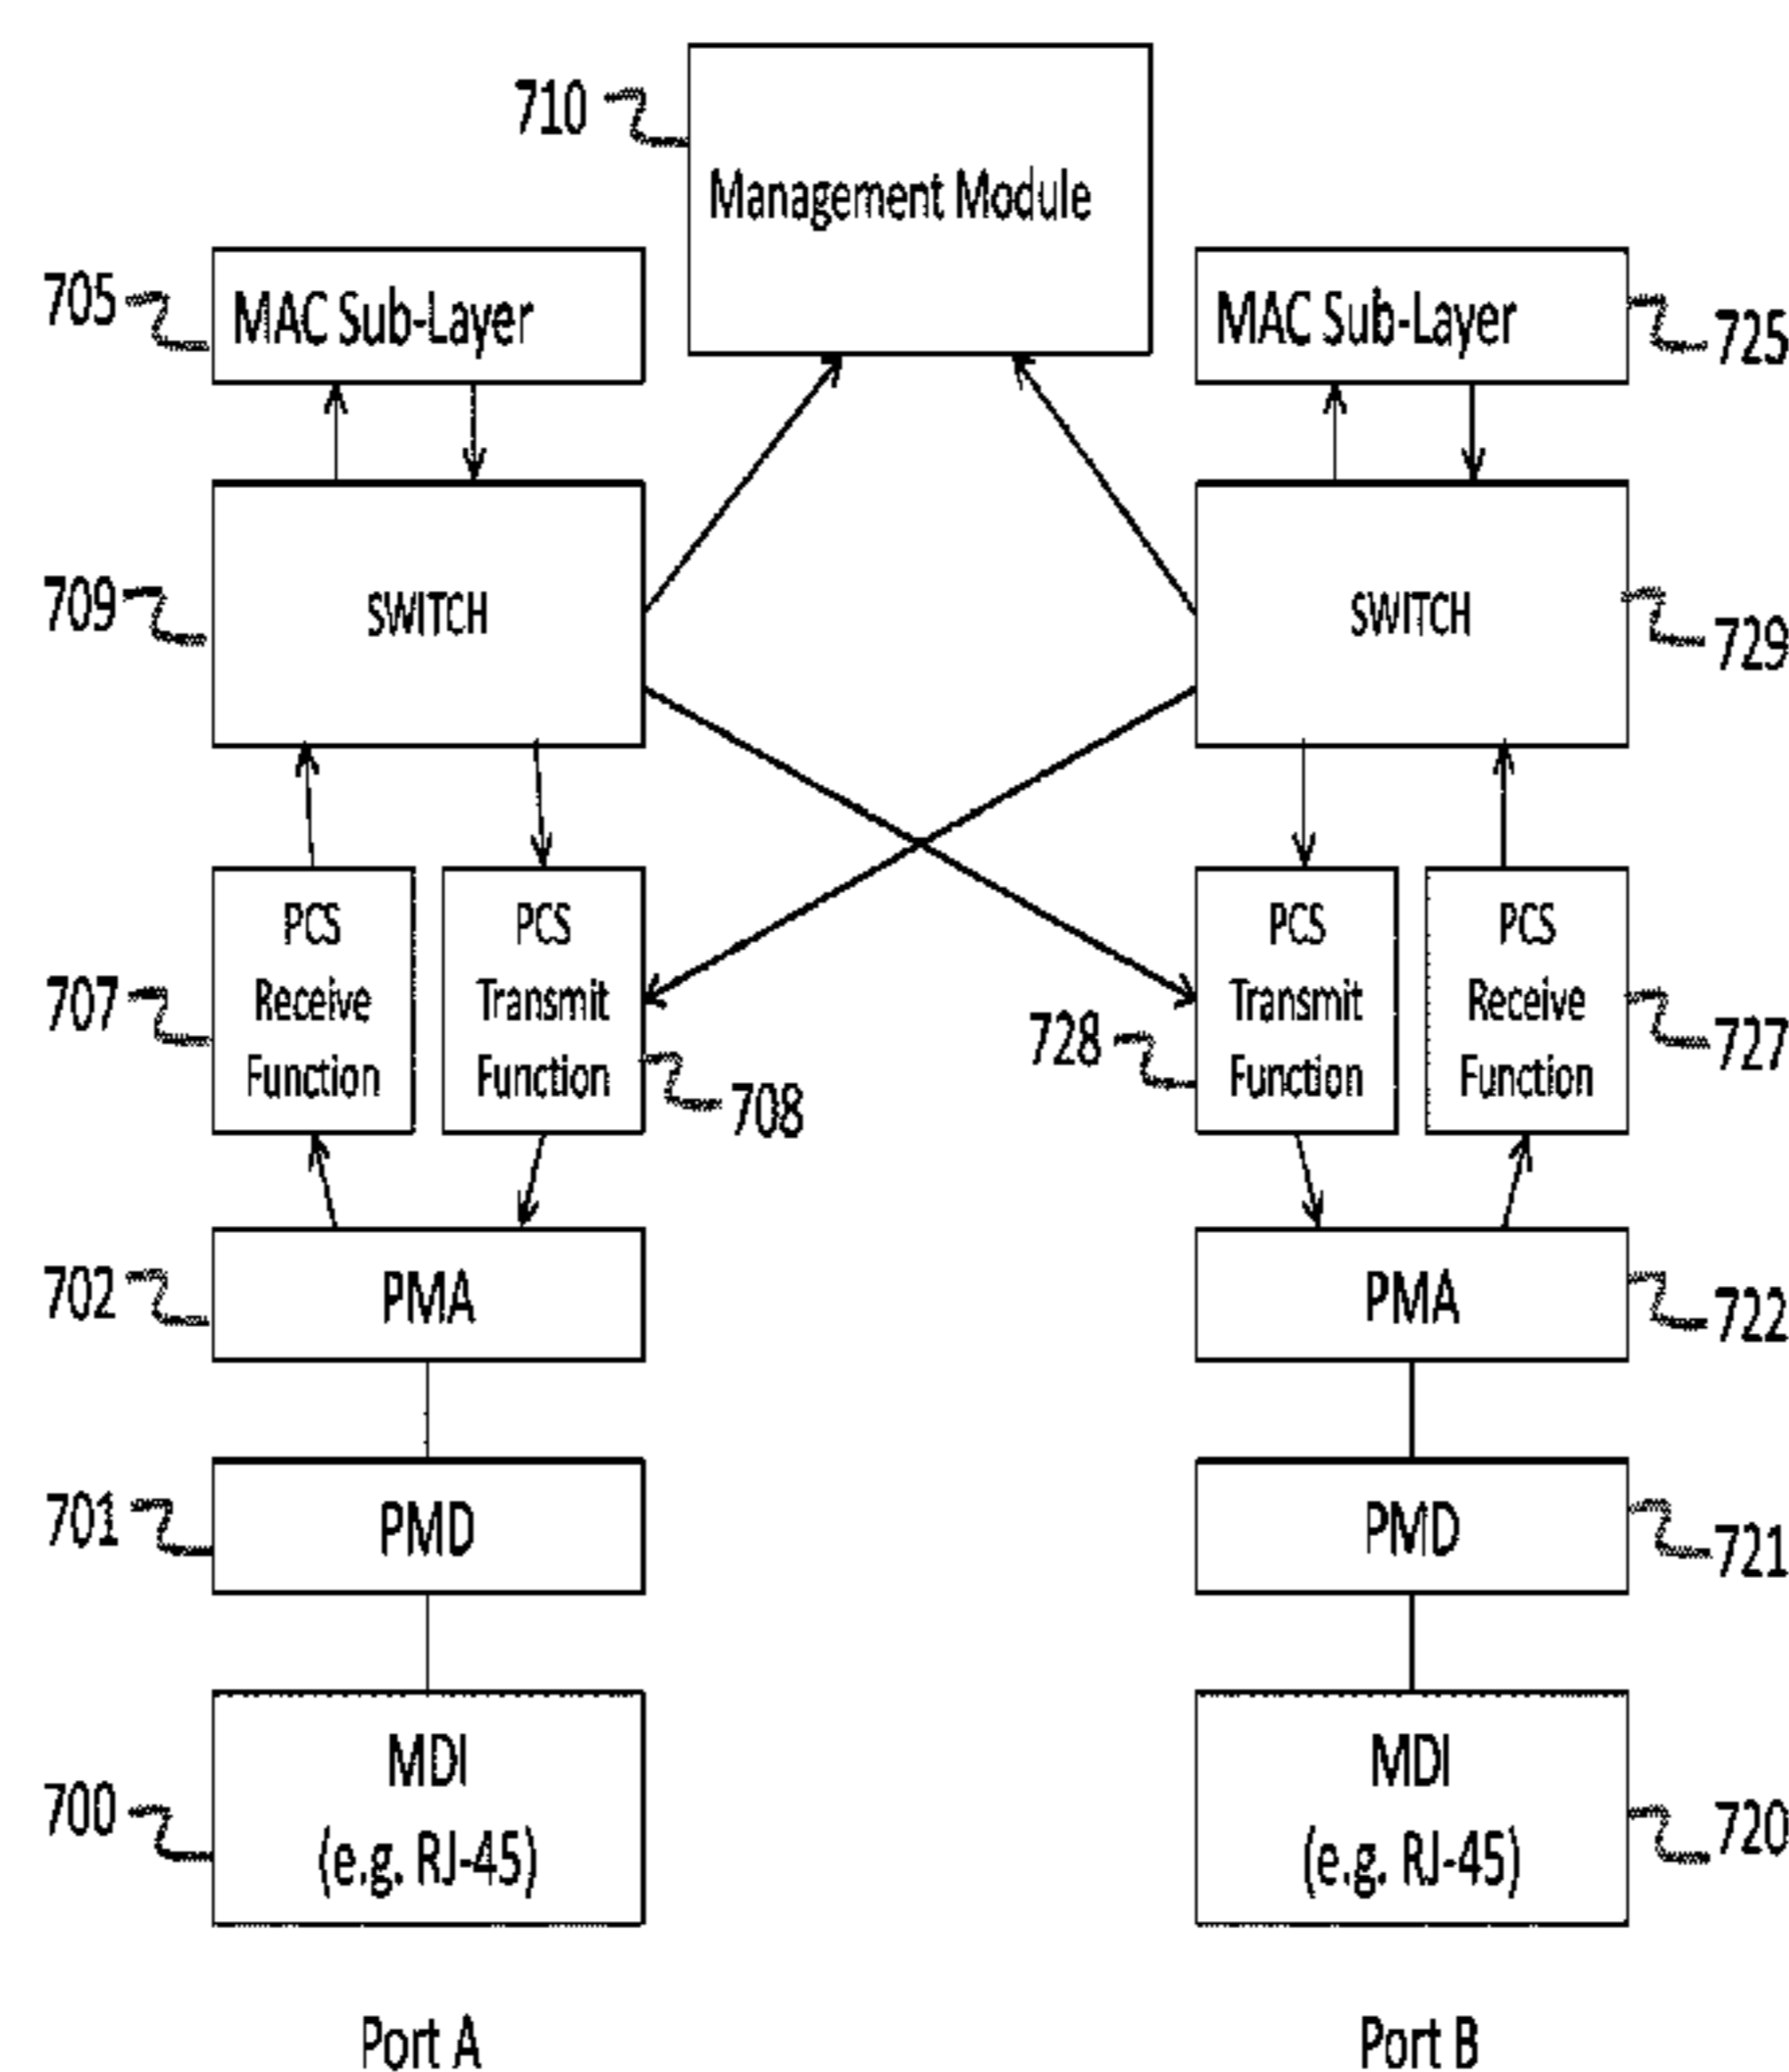 710
Management Module
705
MAC Sub-Layer
MAC Sub-Layer
725
709
SWITCH
SWITCH
729
PCS
Receive
Function
PCS
Transmit
Function
PCS
Transmit
Function
PCS
Receive
Function
707
708
728
727
702
PMA
PMA
722
701
PMD
PMD
721
700
MDI
(e.g. RJ-45)
MDI
(e.g. RJ-45)
720
Port A
Port B